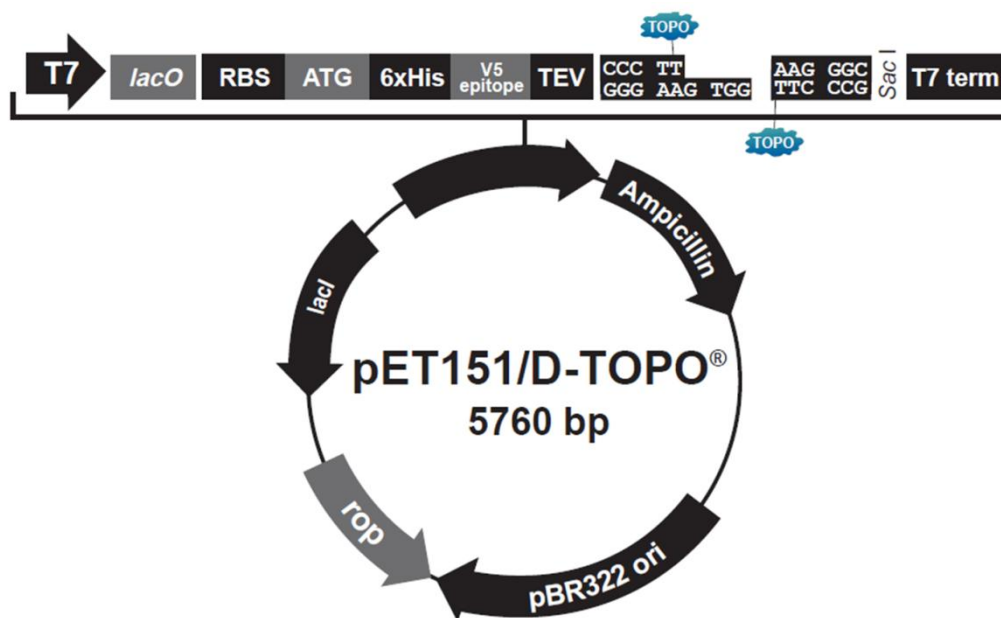 TOPO
T7 lacO RBS ATG 6xHis V5 epitope TEV CCC TT AAG GGC SacI T7 term
GGG AAG TGG TTC CCG
TOPO
Ampicillin
lacI
pET151/D-TOPO®
5760 bp
rop
pBR322 ori